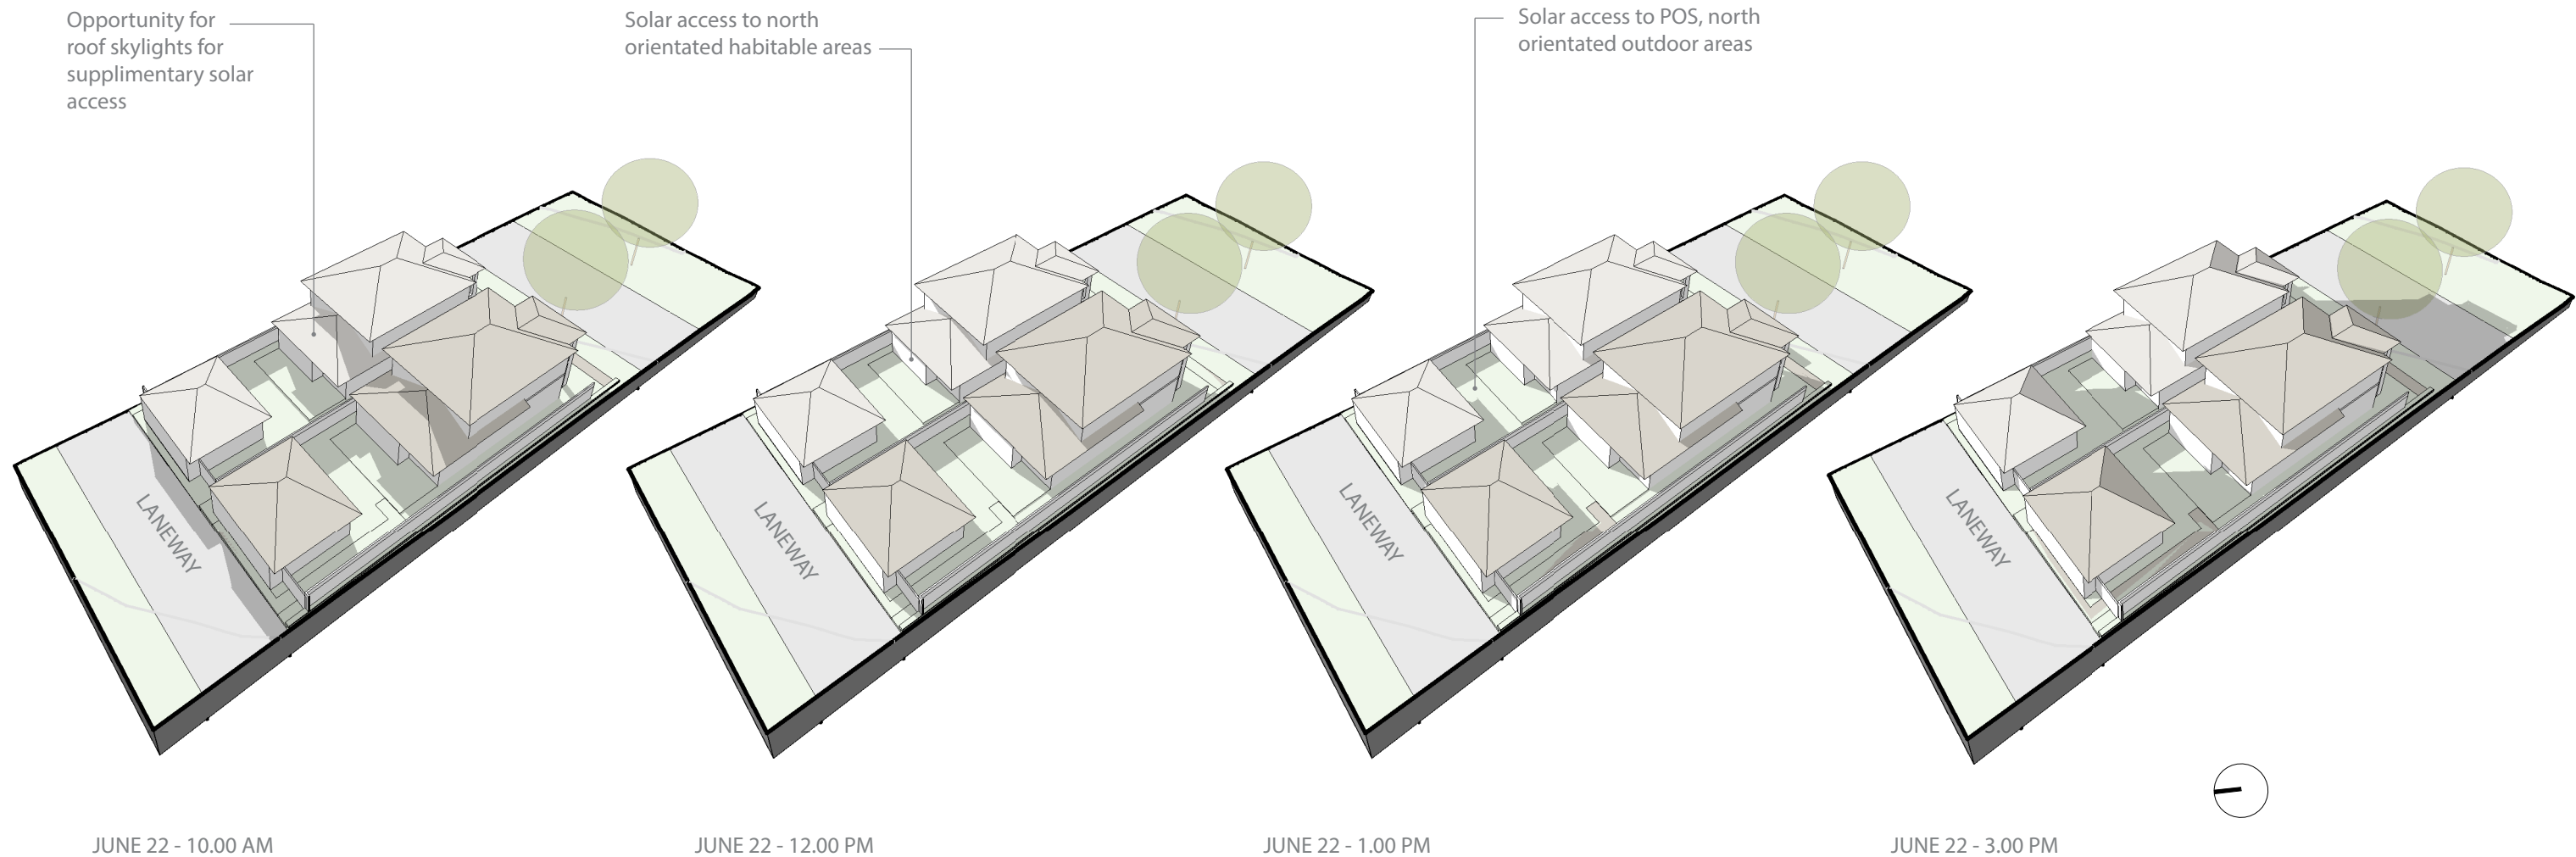 Opportunity for
roof skylights for
supplimentary solar
access
Solar access to north
orientated habitable areas
Solar access to POS, north
orientated outdoor areas
LANEWAY
LANEWAY
LANEWAY
LANEWAY
JUNE 22 - 10.00 AM
JUNE 22 - 12.00 PM
JUNE 22 - 1.00 PM
JUNE 22 - 3.00 PM